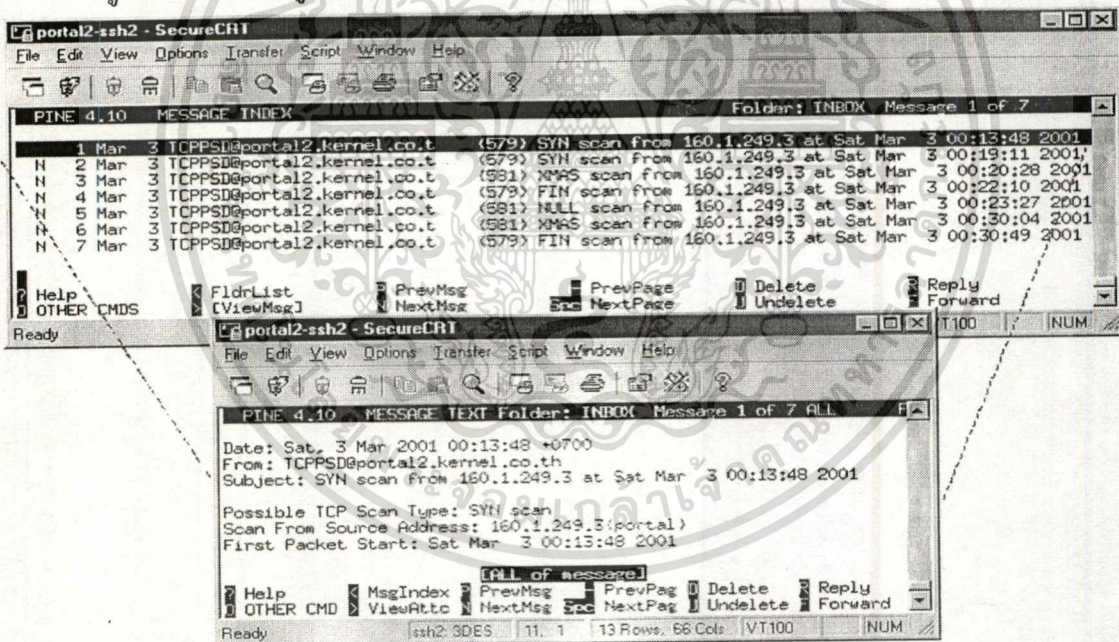 portal2-ssh2 - SecureCRT
File Edit View Options Transfer Script Window Help
PINE 4.10 MESSAGE INDEX Folder: INBOX Message 1 of 7
1 Mar 3 TCPPSD@portal2.kernel.co.t (579) SYN scan from 160.1.249.3 at Sat Mar 3 00:13:48 2001
N 2 Mar 3 TCPPSD@portal2.kernel.co.t (579) SYN scan from 160.1.249.3 at Sat Mar 3 00:19:11 2001
N 3 Mar 3 TCPPSD@portal2.kernel.co.t (581) XMAS scan from 160.1.249.3 at Sat Mar 3 00:20:28 2001
N 4 Mar 3 TCPPSD@portal2.kernel.co.t (579) FIN scan from 160.1.249.3 at Sat Mar 3 00:22:10 2001
N 5 Mar 3 TCPPSD@portal2.kernel.co.t (581) NULL scan from 160.1.249.3 at Sat Mar 3 00:23:27 2001
N 6 Mar 3 TCPPSD@portal2.kernel.co.t (581) XMAS scan from 160.1.249.3 at Sat Mar 3 00:30:04 2001
N 7 Mar 3 TCPPSD@portal2.kernel.co.t (579) FIN scan from 160.1.249.3 at Sat Mar 3 00:30:49 2001
? Help < FldrList P PrevMsg - PrevPage D Delete R Reply
O OTHER CMDS > [ViewMsg] N NextMsg Spc NextPage U Undelete F Forward
Ready VT100 NUM
portal2-ssh2 - SecureCRT
File Edit View Options Transfer Script Window Help
PINE 4.10 MESSAGE TEXT Folder: INBOX Message 1 of 7 ALL
Date: Sat, 3 Mar 2001 00:13:48 +0700
From: TCPPSD@portal2.kernel.co.th
Subject: SYN scan from 160.1.249.3 at Sat Mar 3 00:13:48 2001
Possible TCP Scan Type: SYN scan
Scan From Source Address: 160.1.249.3(portal)
First Packet Start: Sat Mar 3 00:13:48 2001
[ALL of message]
? Help < MsgIndex P PrevMsg - PrevPag D Delete R Reply
O OTHER CMD > ViewAttc N NextMsg Spc NextPag U Undelete F Forward
Ready ssh2: 3DES 11, 1 13 Rows, 66 Cols VT100 NUM